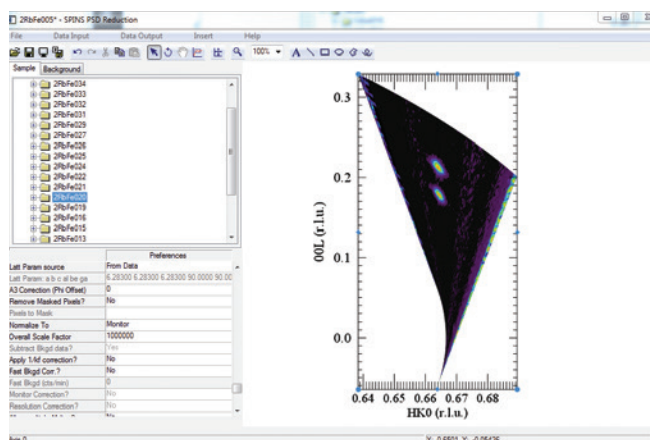 2RbFe005* - SPINS PSD Reduction
File Data Input Data Output Insert Help
100%
Sample Background
2RbFe034
2RbFe033
2RbFe032
2RbFe031
2RbFe029
2RbFe027
2RbFe026
2RbFe025
2RbFe024
2RbFe022
2RbFe021
2RbFe020
2RbFe019
2RbFe016
2RbFe015
2RbFe013
Preferences
Latt Param source From Data
Latt Param: a b c al be ga 6.28300 6.28300 6.28300 90.0000 90.00
A3 Correction (Phi Offset) 0
Remove Masked Pixels? No
Pixels to Mask
Normalize To Monitor
Overall Scale Factor 1000000
Subtract Bkgd data? Yes
Apply 1/kf correction? No
Fast Bkgd Corr.? No
Fast Bkgd (cts/min) 0
Monitor Correction? No
Resolution Correction? No
0.3
0.2
0.1
0.0
00L (r.l.u.)
0.64 0.65 0.66 0.67 0.68
HK0 (r.l.u.)